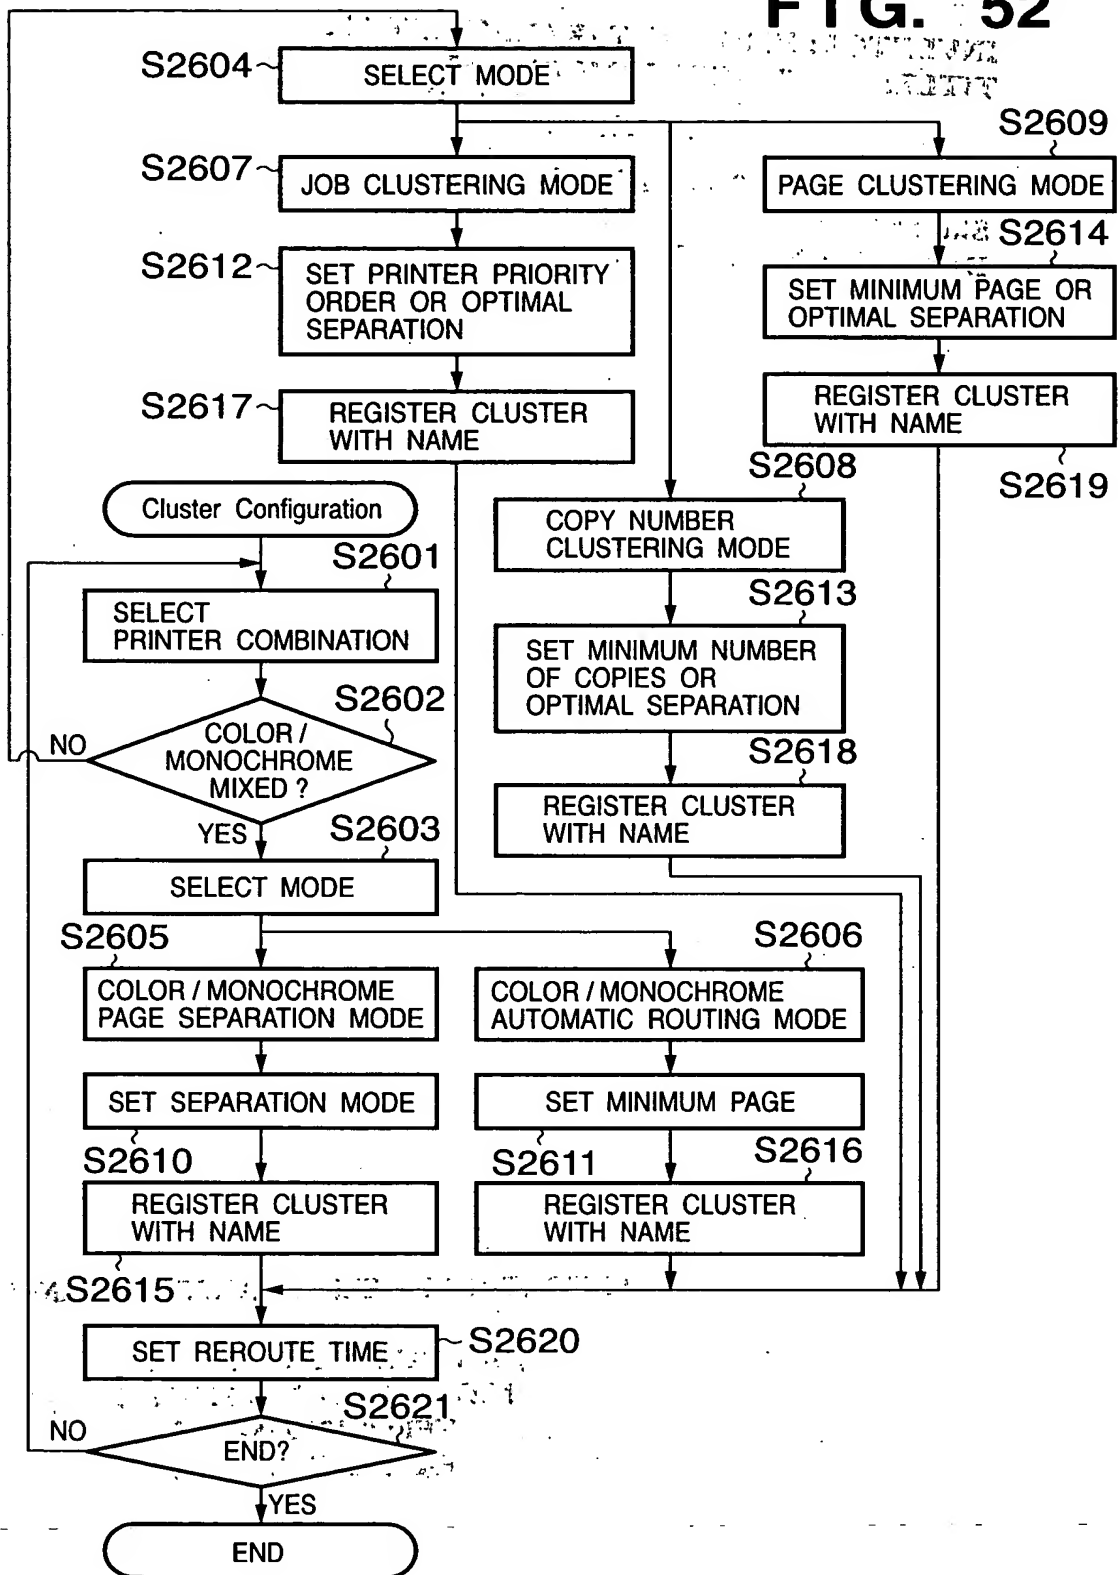 FIG. 52
S2604
SELECT MODE
S2607
JOB CLUSTERING MODE
S2612
SET PRINTER PRIORITY
ORDER OR OPTIMAL
SEPARATION
S2617
REGISTER CLUSTER
WITH NAME
S2609
PAGE CLUSTERING MODE
S2614
SET MINIMUM PAGE OR
OPTIMAL SEPARATION
REGISTER CLUSTER
WITH NAME
S2619
S2608
COPY NUMBER
CLUSTERING MODE
S2613
SET MINIMUM NUMBER
OF COPIES OR
OPTIMAL SEPARATION
S2618
REGISTER CLUSTER
WITH NAME
Cluster Configuration
S2601
SELECT
PRINTER COMBINATION
S2602
COLOR /
MONOCHROME
MIXED ?
NO
YES
S2603
SELECT MODE
S2605
COLOR / MONOCHROME
PAGE SEPARATION MODE
SET SEPARATION MODE
S2610
REGISTER CLUSTER
WITH NAME
S2615
S2606
COLOR / MONOCHROME
AUTOMATIC ROUTING MODE
SET MINIMUM PAGE
S2611
S2616
REGISTER CLUSTER
WITH NAME
SET REROUTE TIME
S2620
S2621
END?
NO
YES
END